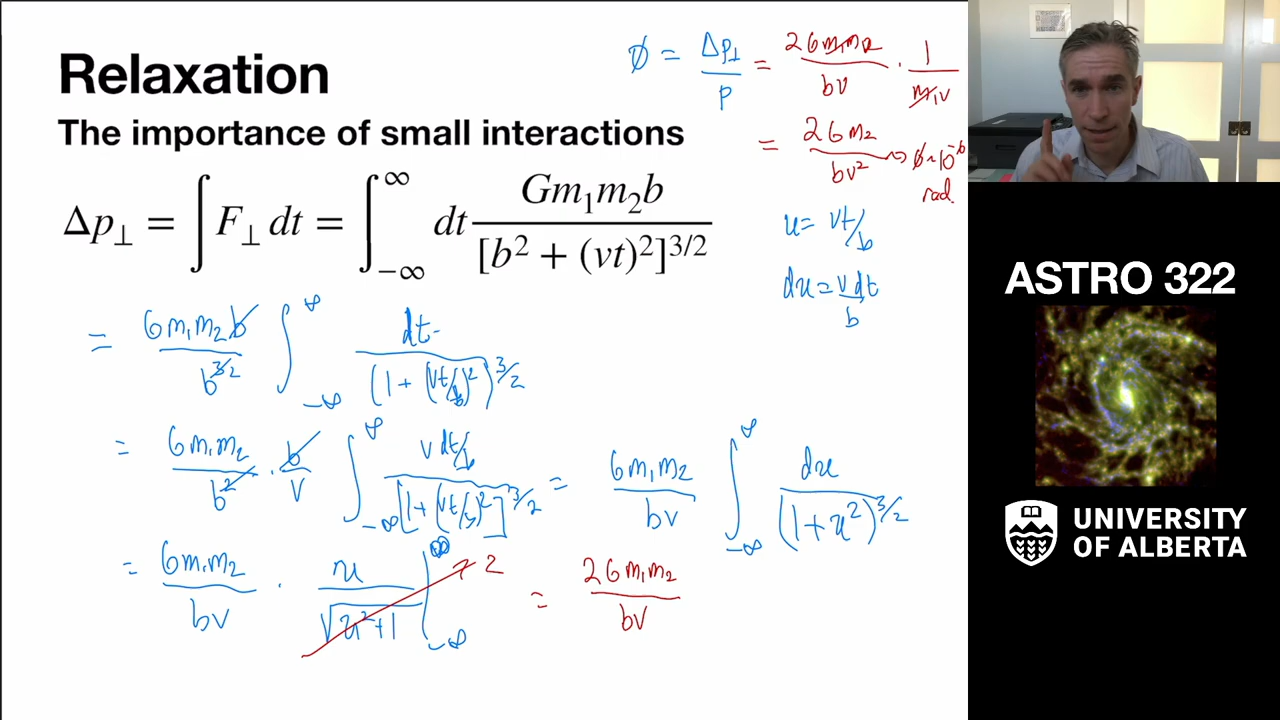 Relaxation
The importance of small interactions
Δp⊥ = ∫ F⊥ dt = ∫_{-∞}^{∞} dt Gm₁m₂b / [b² + (vt)²]^{3/2}
= Gm₁m₂b / b^{3/2} ∫_{-∞}^{∞} dt / (1 + (vt/b)²)^{3/2}
= Gm₁m₂ / b² · b/v ∫_{-∞}^{∞} v dt/b / [1 + (vt/b)²]^{3/2} = Gm₁m₂ / bv ∫_{-∞}^{∞} du / (1 + u²)^{3/2}
= Gm₁m₂ / bv · u / √(u²+1) |_{-∞}^{∞} → 2 = 2Gm₁m₂ / bv
φ = Δp⊥ / p = 2Gm₁m₂ / bv · 1 / m₁v
= 2Gm₂ / bv² → φ ~ 10^{-6}
rad.
u = vt/b
du = v dt / b
ASTRO 322
UNIVERSITY
OF ALBERTA